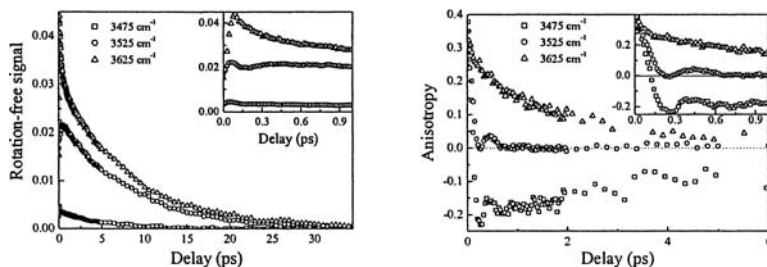 □ 3475 cm⁻¹
○ 3525 cm⁻¹
△ 3625 cm⁻¹
0.04
0.03
0.02
0.01
0.00
Rotation-free signal
0 5 10 15 20 25 30
Delay (ps)
0.04
0.02
0.00
0.0 0.3 0.6 0.9
Delay (ps)
□ 3475 cm⁻¹
○ 3525 cm⁻¹
△ 3625 cm⁻¹
0.4
0.3
0.2
0.1
0.0
-0.1
-0.2
Anisotropy
0 2 4 6
Delay (ps)
0.2
0.0
-0.2
0.0 0.3 0.6 0.9
Delay (ps)